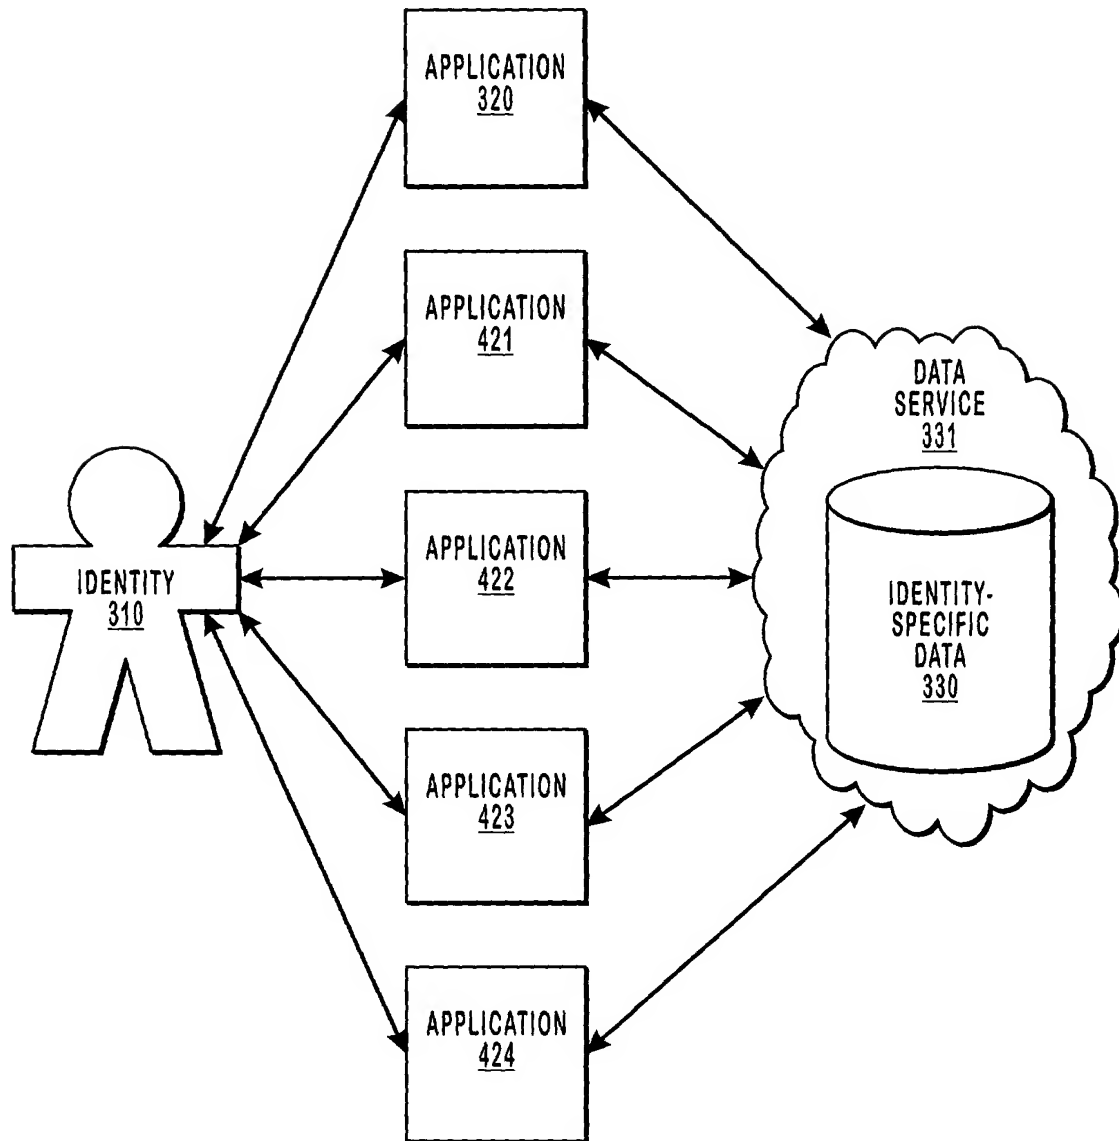 APPLICATION
320
APPLICATION
421
DATA
SERVICE
331
APPLICATION
422
IDENTITY
310
IDENTITY-
SPECIFIC
DATA
330
APPLICATION
423
APPLICATION
424